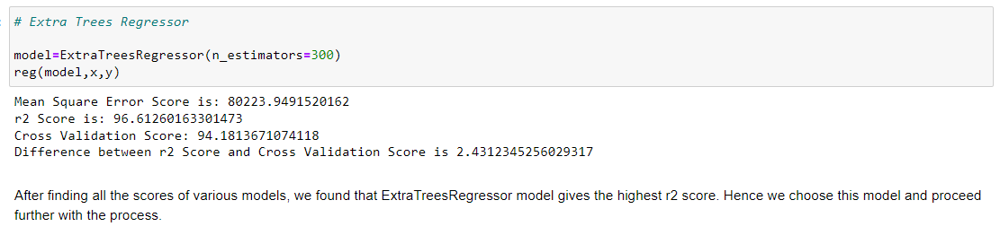 # Extra Trees Regressor
model=ExtraTreesRegressor(n_estimators=300)
reg(model,x,y)
Mean Square Error Score is: 80223.9491520162
r2 Score is: 96.61260163301473
Cross Validation Score: 94.1813671074118
Difference between r2 Score and Cross Validation Score is 2.4312345256029317
After finding all the scores of various models, we found that ExtraTreesRegressor model gives the highest r2 score. Hence we choose this model and proceed
further with the process.